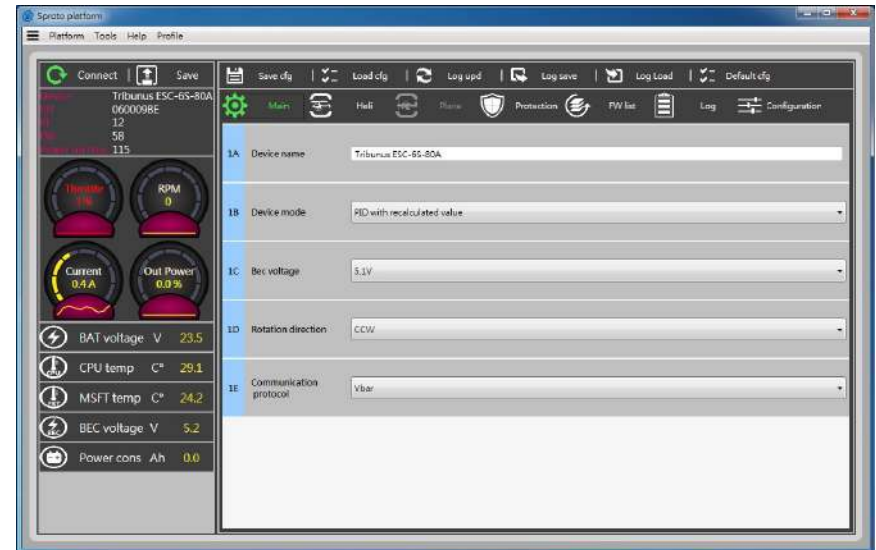 Sproto platform
Platform Tools Help Profile
Connect | Save
Save cfg | Load cfg | Log upd | Log save | Log Load | Default cfg
Tribunus ESC-6S-80A
060009BE
12
58
115
Main Heli Plane Protection FW list Log Configuration
1A Device name Tribunus ESC-6S-80A
1B Device mode PID with recalculated value
1C Bec voltage 5.1V
1D Rotation direction CCW
1E Communication protocol Vbar
Throttle
1%
RPM
0
Current
0.4 A
Out Power
0.0 %
BAT voltage V 23.5
CPU temp C° 29.1
MSFT temp C° 24.2
BEC voltage V 5.2
Power cons Ah 0.0